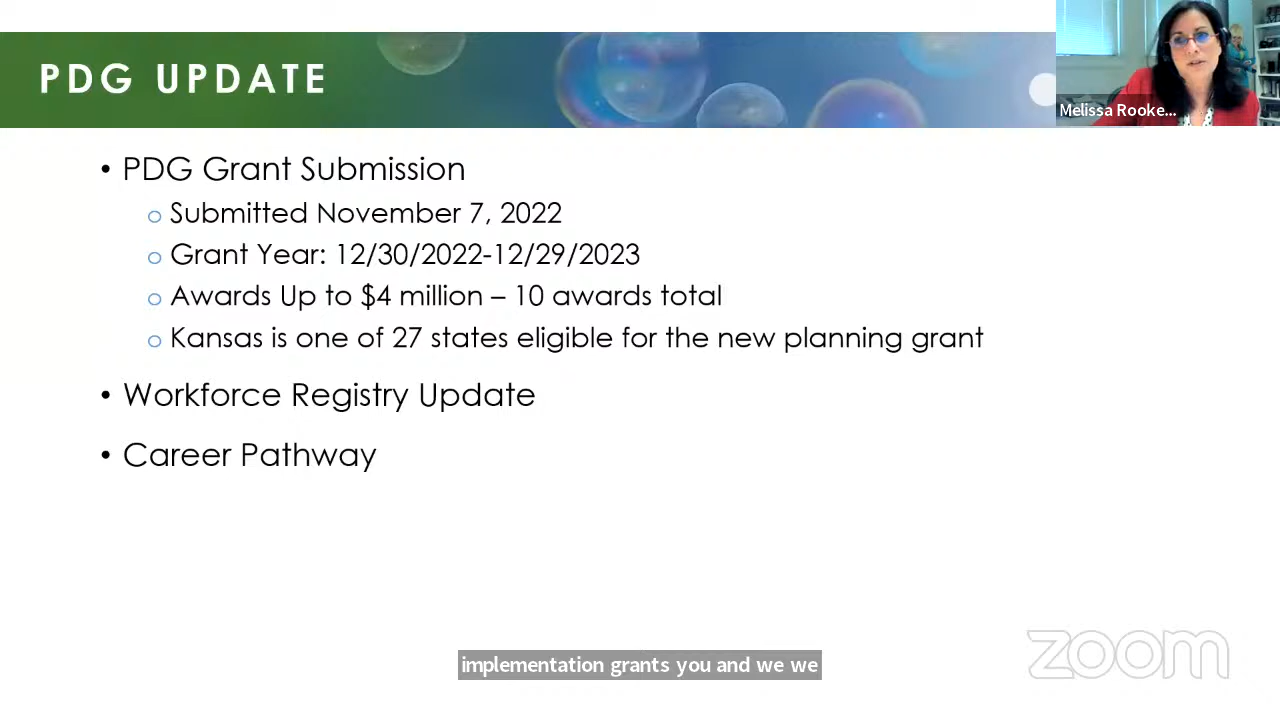 PDG UPDATE
Melissa Rooke...
• PDG Grant Submission
o Submitted November 7, 2022
o Grant Year: 12/30/2022-12/29/2023
o Awards Up to $4 million – 10 awards total
o Kansas is one of 27 states eligible for the new planning grant
• Workforce Registry Update
• Career Pathway
implementation grants you and we we
zoom